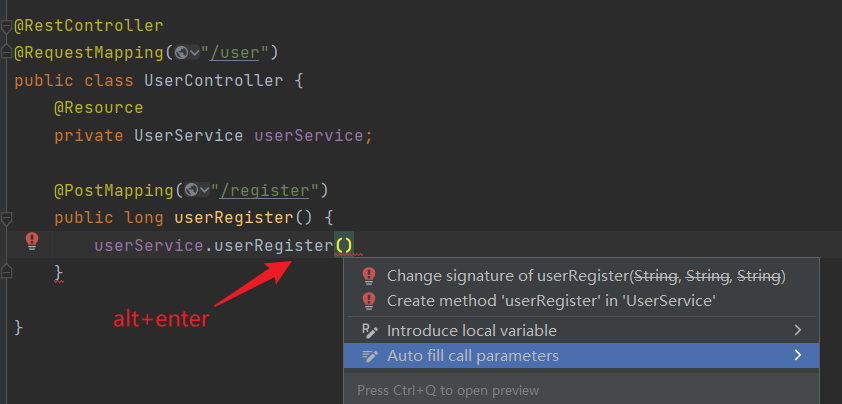 @RestController
@RequestMapping("/user")
public class UserController {
@Resource
private UserService userService;
@PostMapping("/register")
public long userRegister() {
userService.userRegister()
}
}
alt+enter
Change signature of userRegister(String, String, String)
Create method 'userRegister' in 'UserService'
Introduce local variable
Auto fill call parameters
Press Ctrl+Q to open preview